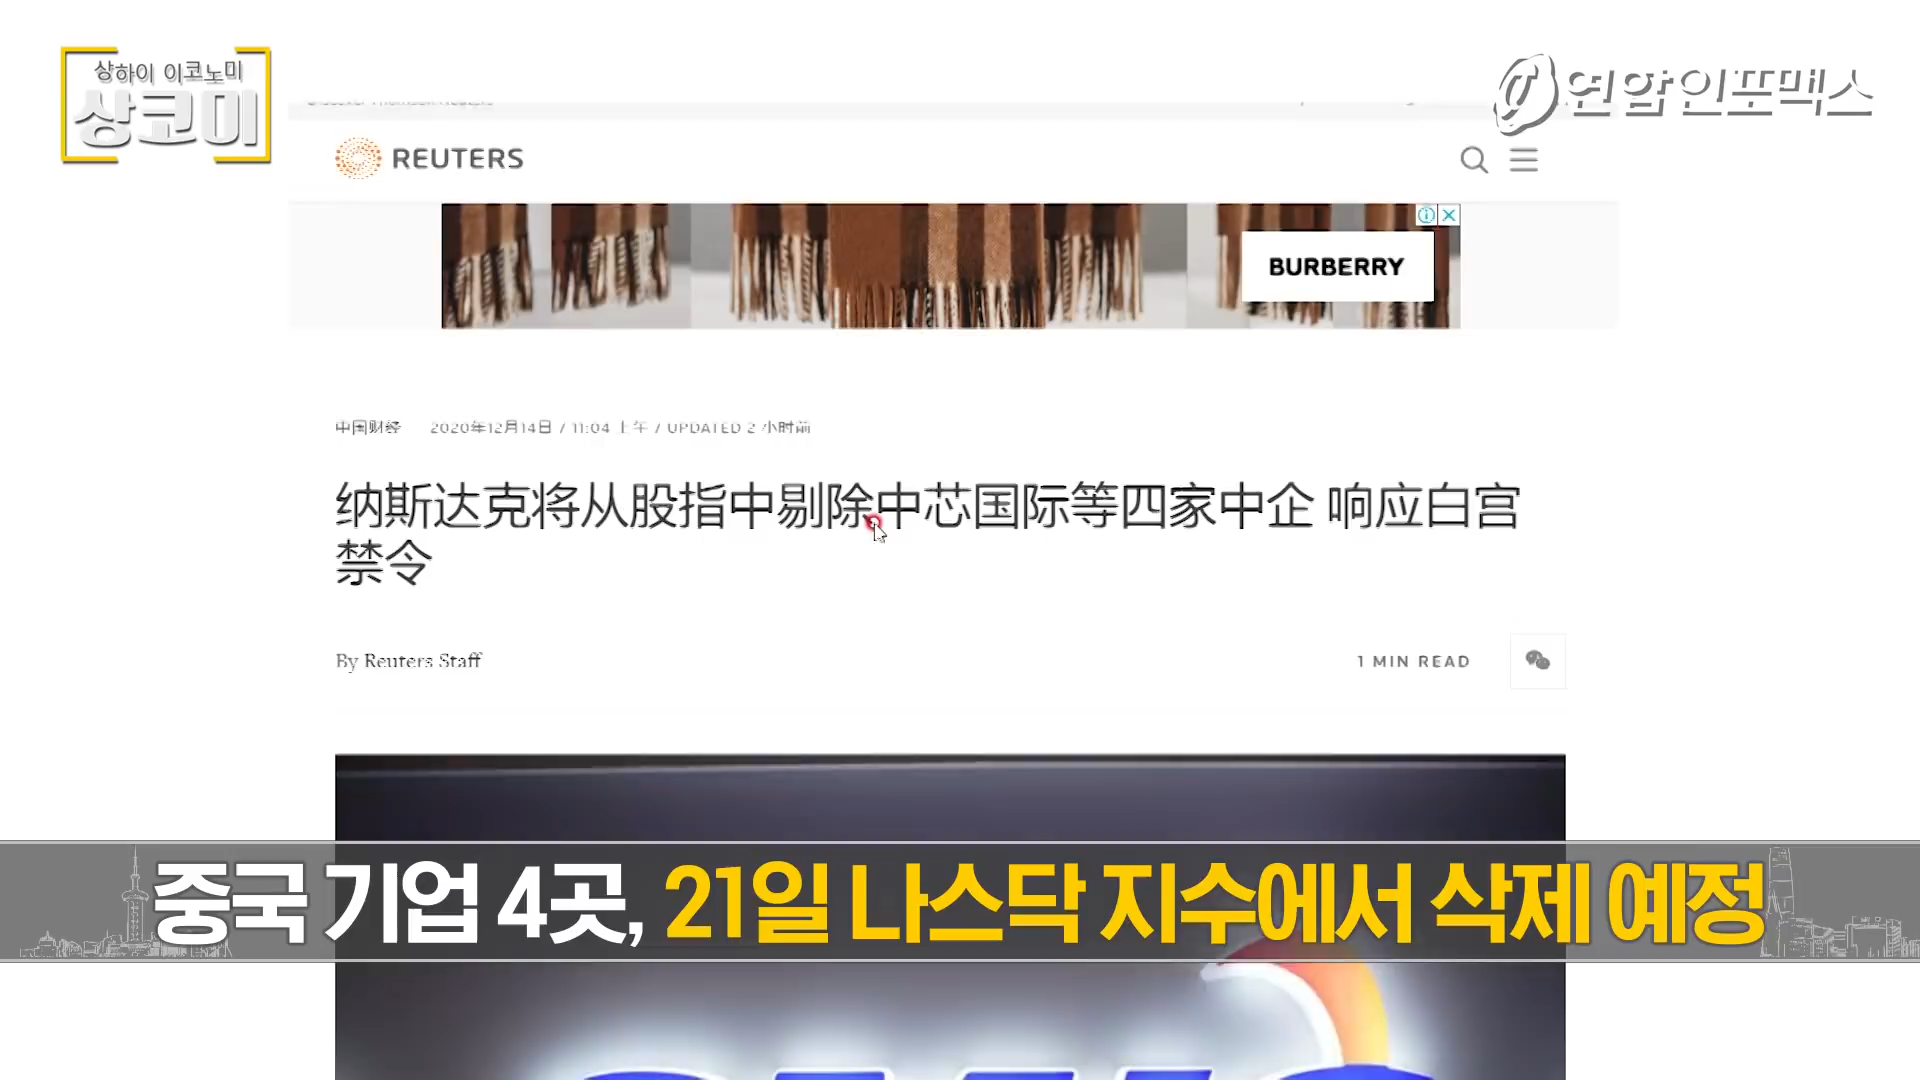 상하이 이코노미
상코미
연합인포맥스
REUTERS
BURBERRY
中国财经 2020年12月14日 / 11:04 上午 / UPDATED 2 小时前
纳斯达克将从股指中剔除中芯国际等四家中企 响应白宫
禁令
By Reuters Staff
1 MIN READ
중국 기업 4곳, 21일 나스닥 지수에서 삭제 예정